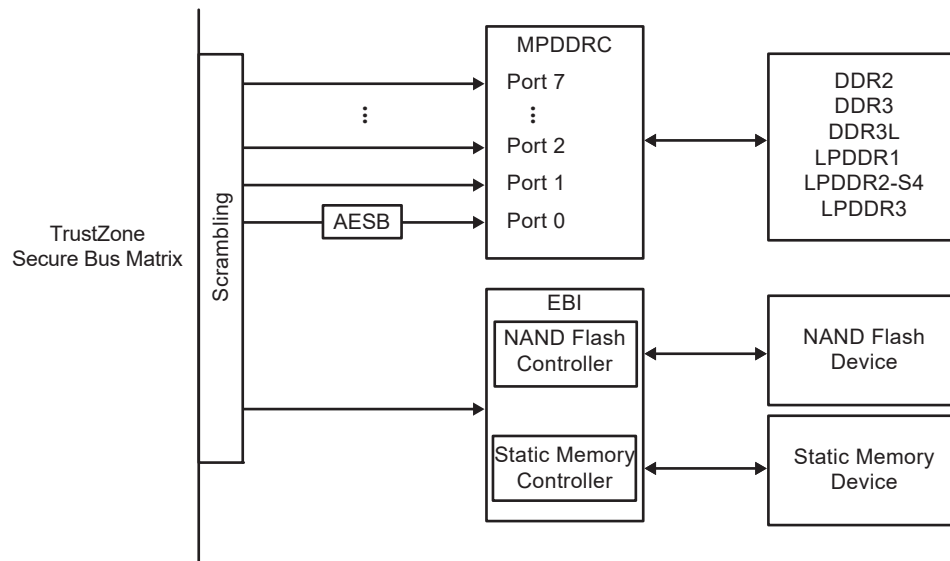 TrustZone
Secure Bus Matrix
Scrambling
...
AESB
MPDDRC
Port 7
...
Port 2
Port 1
Port 0
DDR2
DDR3
DDR3L
LPDDR1
LPDDR2-S4
LPDDR3
EBI
NAND Flash
Controller
Static Memory
Controller
NAND Flash
Device
Static Memory
Device